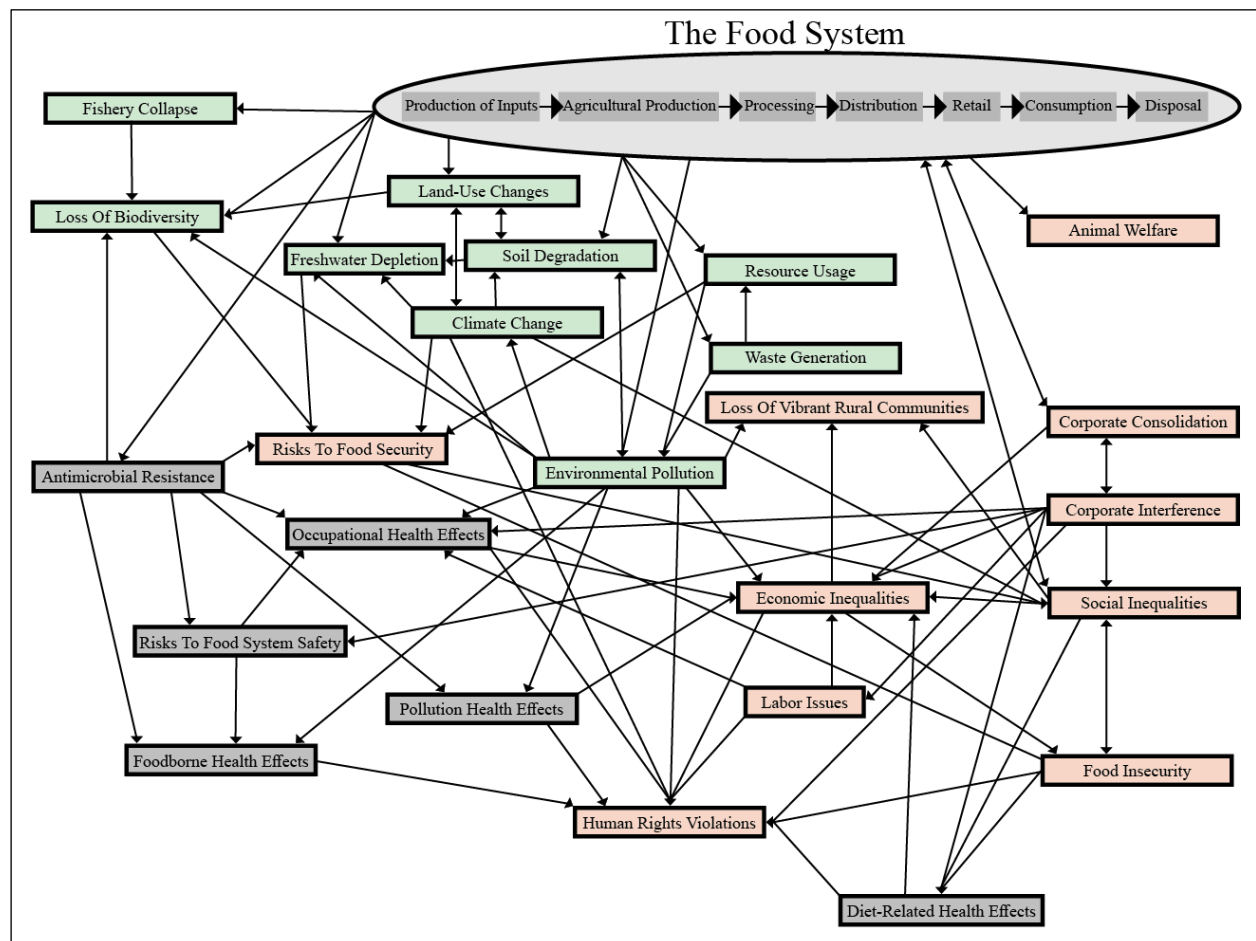 The Food System
Production of Inputs
Agricultural Production
Processing
Distribution
Retail
Consumption
Disposal
Fishery Collapse
Land-Use Changes
Loss Of Biodiversity
Animal Welfare
Freshwater Depletion
Soil Degradation
Resource Usage
Climate Change
Waste Generation
Loss Of Vibrant Rural Communities
Corporate Consolidation
Risks To Food Security
Antimicrobial Resistance
Environmental Pollution
Corporate Interference
Occupational Health Effects
Economic Inequalities
Social Inequalities
Risks To Food System Safety
Labor Issues
Pollution Health Effects
Foodborne Health Effects
Food Insecurity
Human Rights Violations
Diet-Related Health Effects